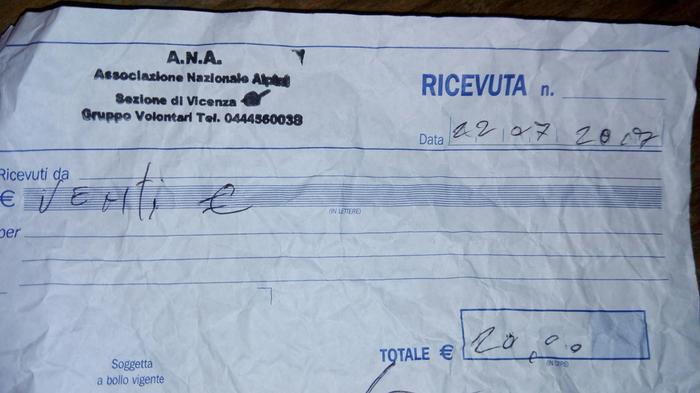 A.N.A.
Associazione Nazionale Alpini
Sezione di Vicenza
Gruppo Volontari Tel. 0444560038
RICEVUTA n.
Data 22 07 2017
Ricevuti da
€ VENTI €
(IN LETTERE)
per
TOTALE € 20,00
(IN CIFRE)
Soggetta
a bollo vigente